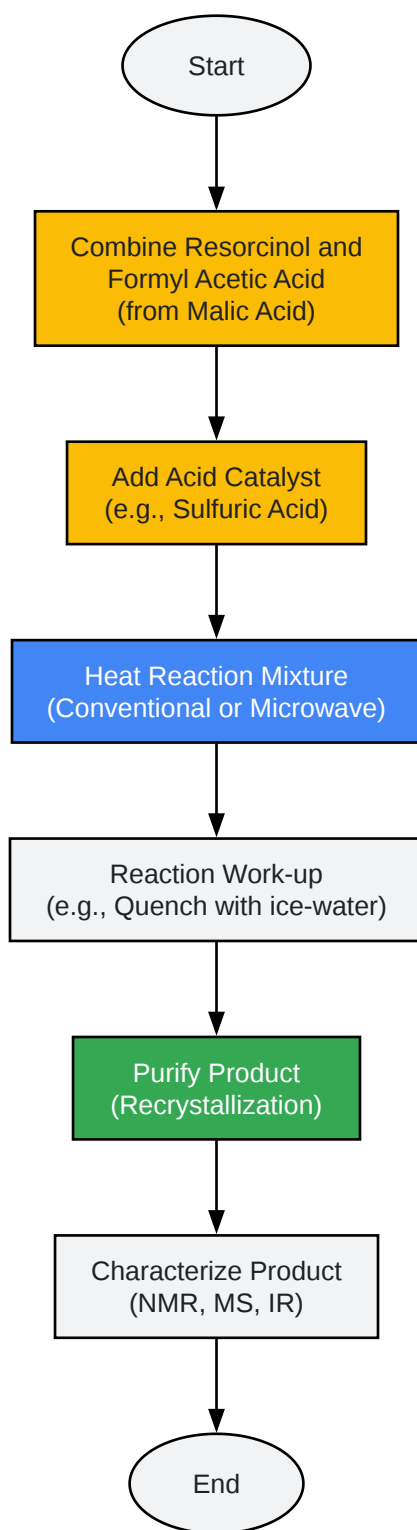 Start
Combine Resorcinol and
Formyl Acetic Acid
(from Malic Acid)
Add Acid Catalyst
(e.g., Sulfuric Acid)
Heat Reaction Mixture
(Conventional or Microwave)
Reaction Work-up
(e.g., Quench with ice-water)
Purify Product
(Recrystallization)
Characterize Product
(NMR, MS, IR)
End